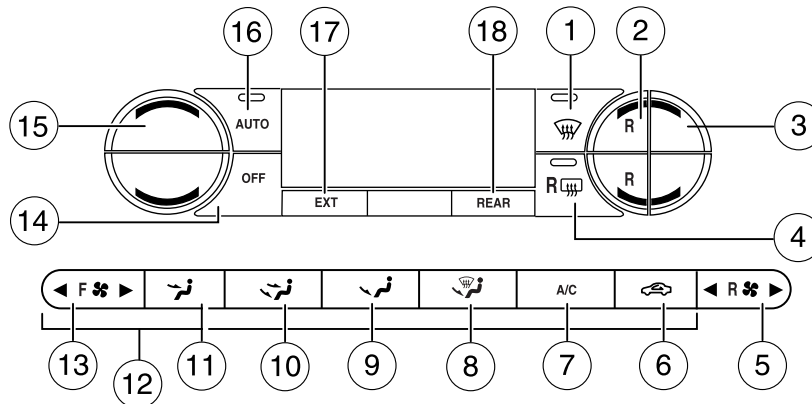 16 17 18 1 2
15 AUTO R 3
OFF R R
14 EXT REAR 4
F A/C R
13 12 11 10 9 8 7 6 5